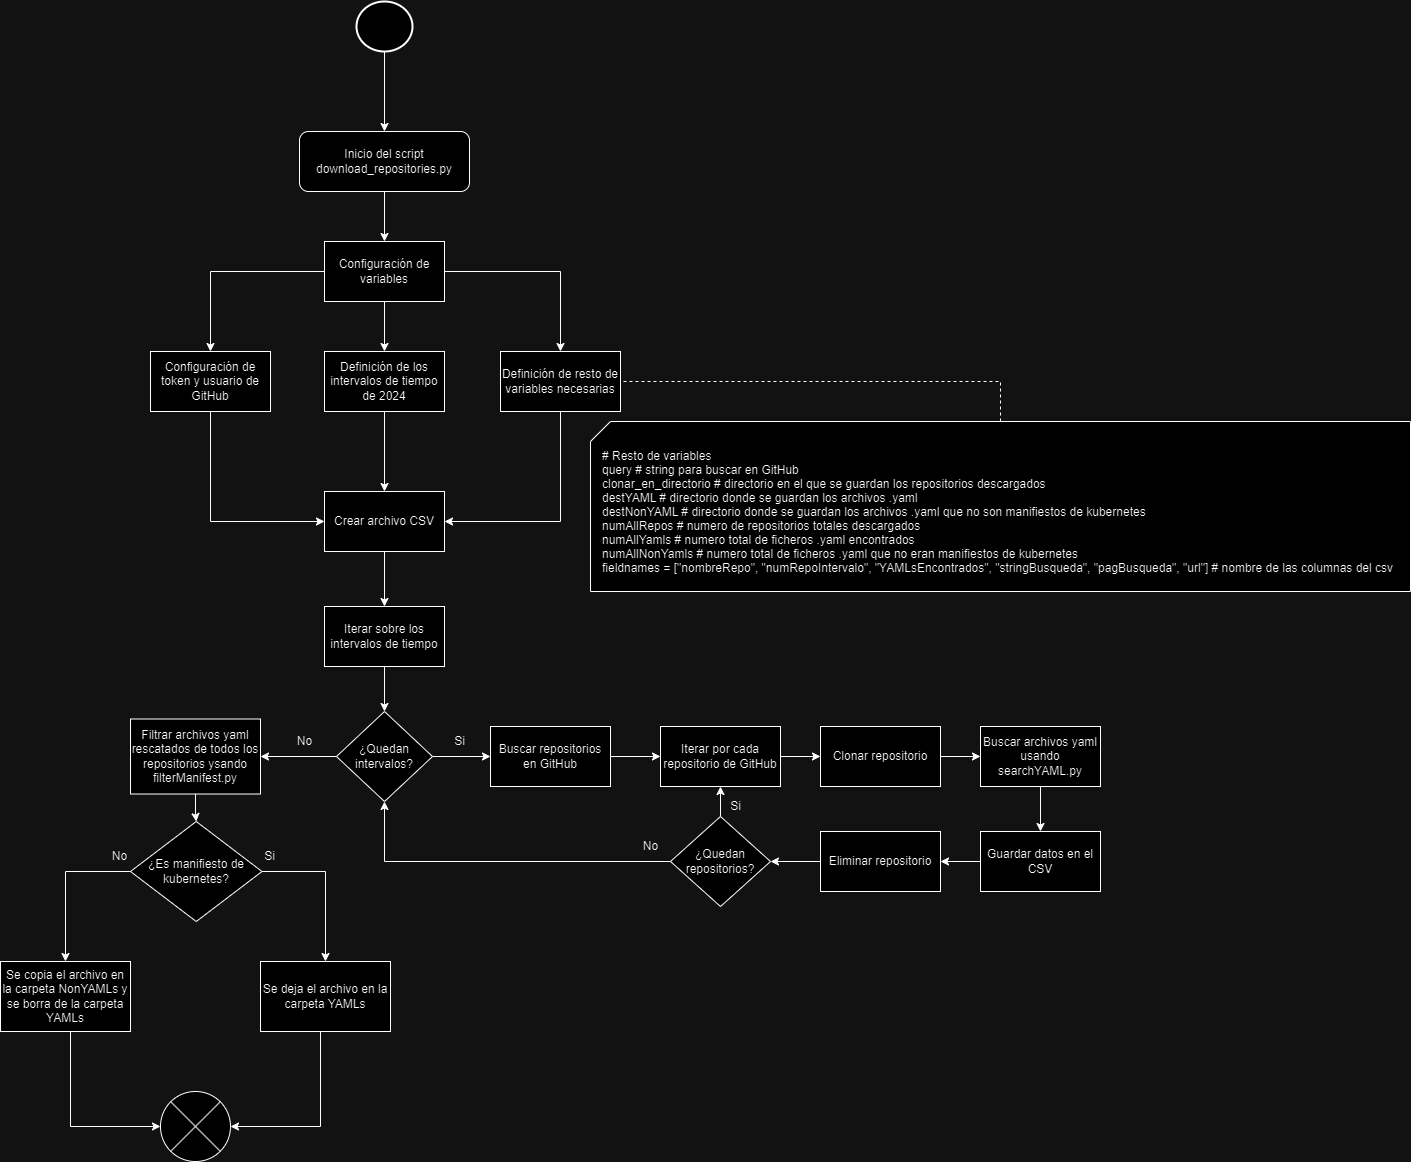 Inicio del script
download_repositories.py
Configuración de
variables
Configuración de
token y usuario de
GitHub
Definición de los
intervalos de tiempo
de 2024
Definición de resto de
variables necesarias
# Resto de variables
query # string para buscar en GitHub
clonar_en_directorio # directorio en el que se guardan los repositorios descargados
destYAML # directorio donde se guardan los archivos .yaml
destNonYAML # directorio donde se guardan los archivos .yaml que no son manifiestos de kubernetes
numAllRepos # numero de repositorios totales descargados
numAllYamls # numero total de ficheros .yaml encontrados
numAllNonYamls # numero total de ficheros .yaml que no eran manifiestos de kubernetes
fieldnames = ["nombreRepo", "numRepoIntervalo", "YAMLsEncontrados", "stringBusqueda", "pagBusqueda", "url"] # nombre de las columnas del csv
Crear archivo CSV
Iterar sobre los
intervalos de tiempo
¿Quedan
intervalos?
No
Si
Filtrar archivos yaml
rescatados de todos los
repositorios ysando
filterManifest.py
Buscar repositorios
en GitHub
Iterar por cada
repositorio de GitHub
Clonar repositorio
Buscar archivos yaml
usando
searchYAML.py
Si
No
¿Quedan
repositorios?
Eliminar repositorio
Guardar datos en el
CSV
No
¿Es manifiesto de
kubernetes?
Si
Se copia el archivo en
la carpeta NonYAMLs y
se borra de la carpeta
YAMLs
Se deja el archivo en la
carpeta YAMLs